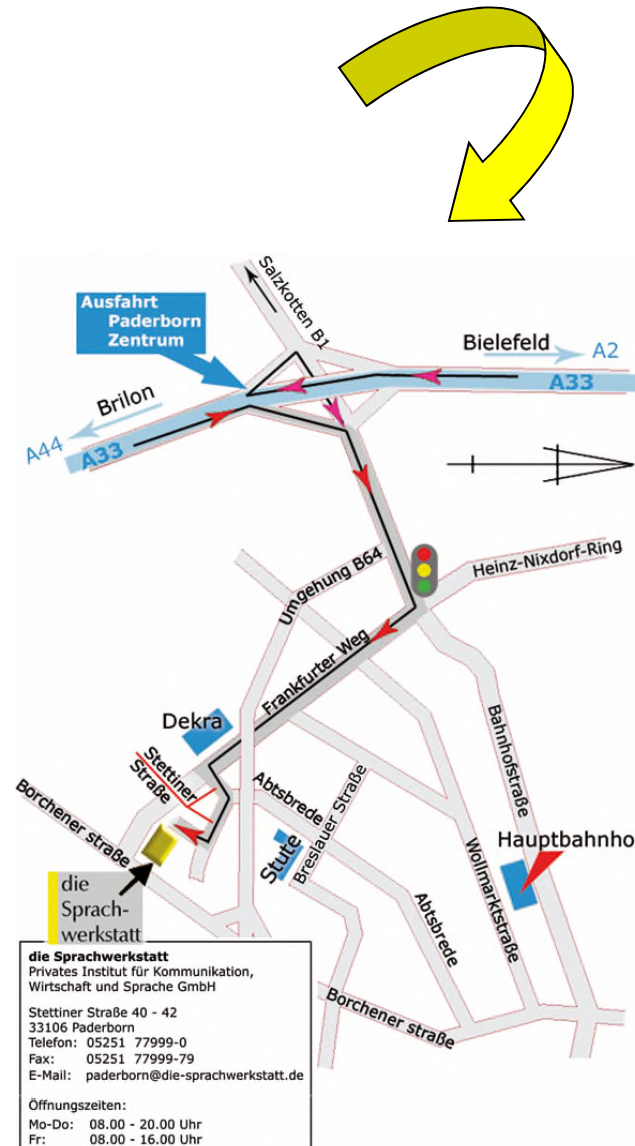 Salzkotten B1
Ausfahrt
Paderborn
Zentrum
Bielefeld
A2
A33
Brilon
A44
A33
Umgehung B64
Heinz-Nixdorf-Ring
Frankfurter Weg
Dekra
Stettiner
Straße
Bahnhofstraße
Borchener straße
Abtsbrede
Breslauer Straße
Stute
Hauptbahnho
Wollmarktstraße
Abtsbrede
die
Sprach-
werkstatt
Borchener straße
die Sprachwerkstatt
Privates Institut für Kommunikation,
Wirtschaft und Sprache GmbH
Stettiner Straße 40 - 42
33106 Paderborn
Telefon: 05251 77999-0
Fax: 05251 77999-79
E-Mail: paderborn@die-sprachwerkstatt.de
Öffnungszeiten:
Mo-Do: 08.00 - 20.00 Uhr
Fr: 08.00 - 16.00 Uhr